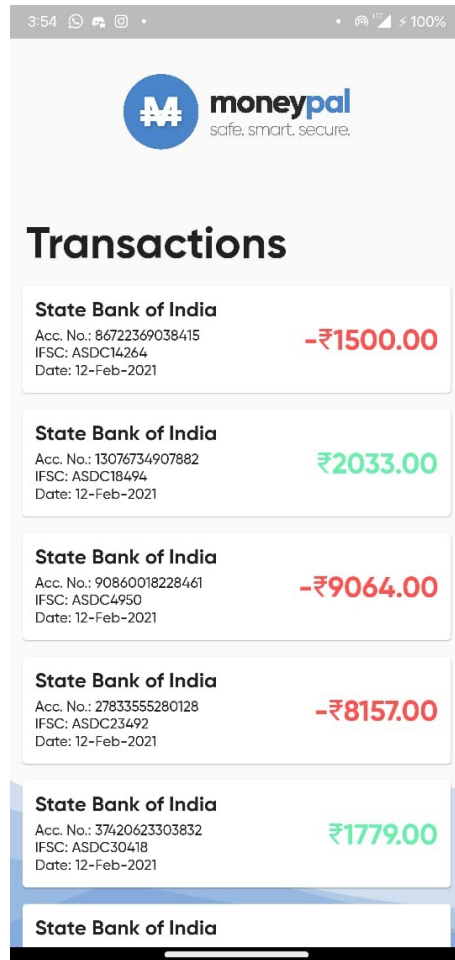 3:54
100%
moneypal
safe. smart. secure.
Transactions
State Bank of India
Acc. No.: 86722369038415
IFSC: ASDC14264
Date: 12-Feb-2021
-₹1500.00
State Bank of India
Acc. No.: 13076734907882
IFSC: ASDC18494
Date: 12-Feb-2021
₹2033.00
State Bank of India
Acc. No.: 90860018228461
IFSC: ASDC4950
Date: 12-Feb-2021
-₹9064.00
State Bank of India
Acc. No.: 27833555280128
IFSC: ASDC23492
Date: 12-Feb-2021
-₹8157.00
State Bank of India
Acc. No.: 37420623303832
IFSC: ASDC30418
Date: 12-Feb-2021
₹1779.00
State Bank of India